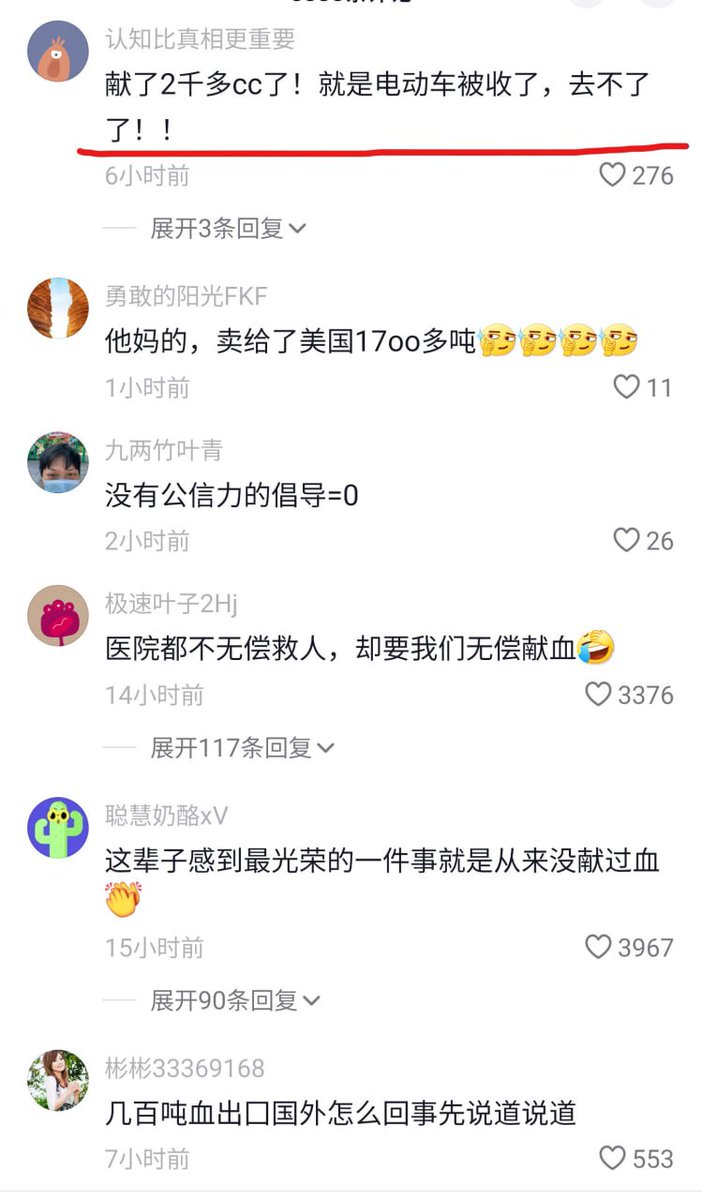 认知比真相更重要
献了2千多cc了！就是电动车被收了，去不了
了！！
6小时前
276
展开3条回复
勇敢的阳光FKF
他妈的，卖给了美国17oo多吨
1小时前
11
九两竹叶青
没有公信力的倡导=0
2小时前
26
极速叶子2Hj
医院都不无偿救人，却要我们无偿献血
14小时前
3376
展开117条回复
聪慧奶酪xV
这辈子感到最光荣的一件事就是从来没献过血
15小时前
3967
展开90条回复
彬彬33369168
几百吨血出口国外怎么回事先说道说道
7小时前
553